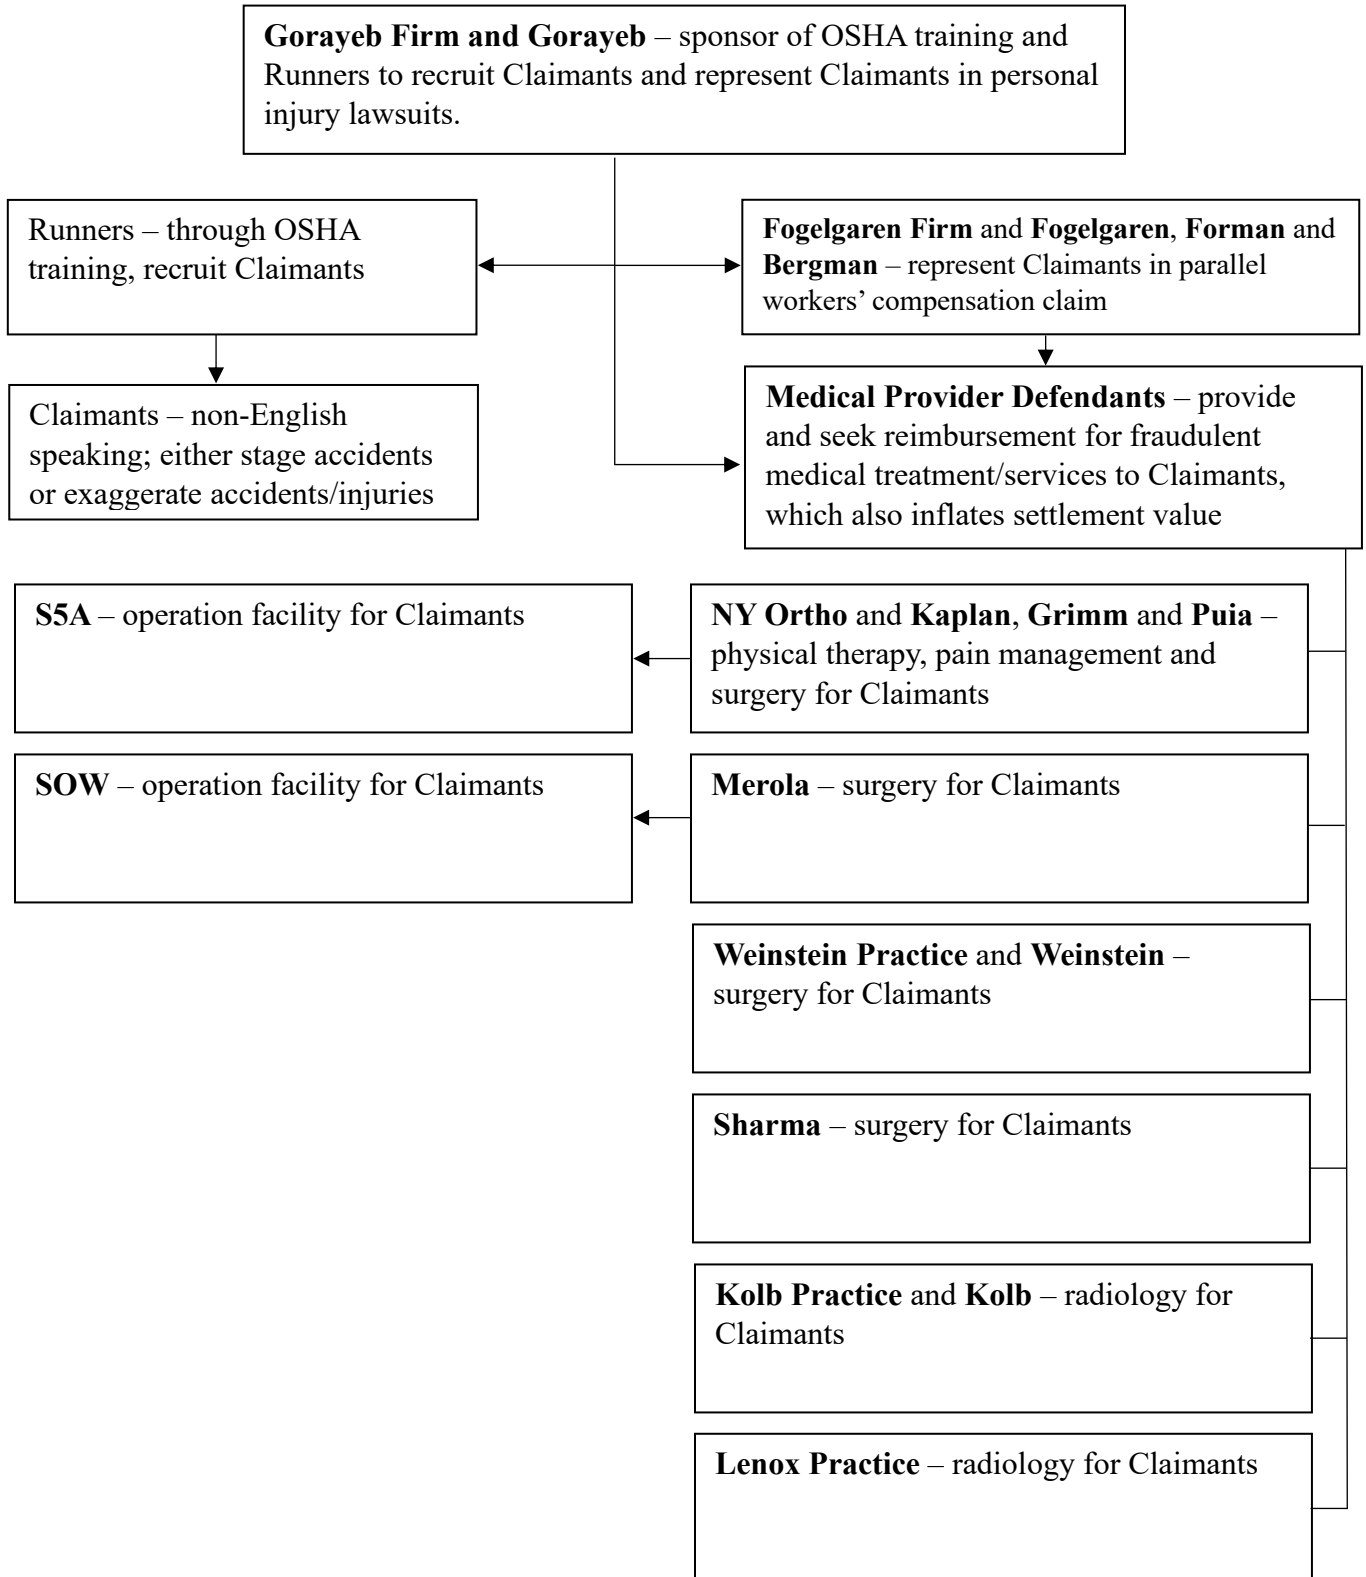 Gorayeb Firm and Gorayeb – sponsor of OSHA training and
Runners to recruit Claimants and represent Claimants in personal
injury lawsuits.
Runners – through OSHA
training, recruit Claimants
Fogelgaren Firm and Fogelgaren, Forman and
Bergman – represent Claimants in parallel
workers’ compensation claim
Claimants – non-English
speaking; either stage accidents
or exaggerate accidents/injuries
Medical Provider Defendants – provide
and seek reimbursement for fraudulent
medical treatment/services to Claimants,
which also inflates settlement value
S5A – operation facility for Claimants
NY Ortho and Kaplan, Grimm and Puia –
physical therapy, pain management and
surgery for Claimants
SOW – operation facility for Claimants
Merola – surgery for Claimants
Weinstein Practice and Weinstein –
surgery for Claimants
Sharma – surgery for Claimants
Kolb Practice and Kolb – radiology for
Claimants
Lenox Practice – radiology for Claimants